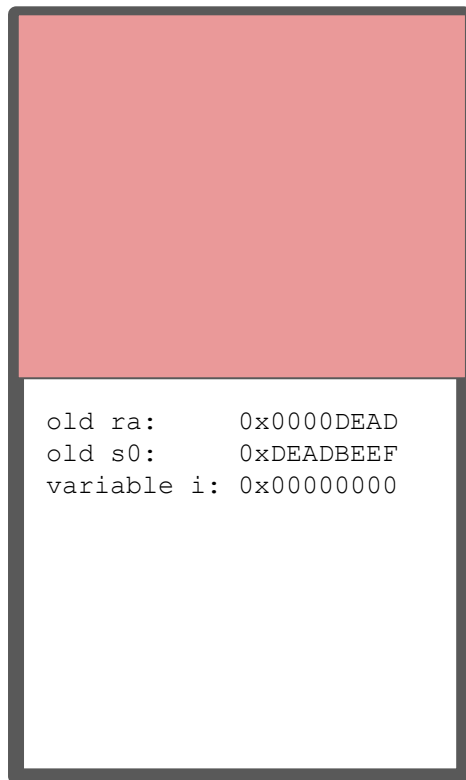 old ra:     0x0000DEAD
old s0:     0xDEADBEEF
variable i: 0x00000000